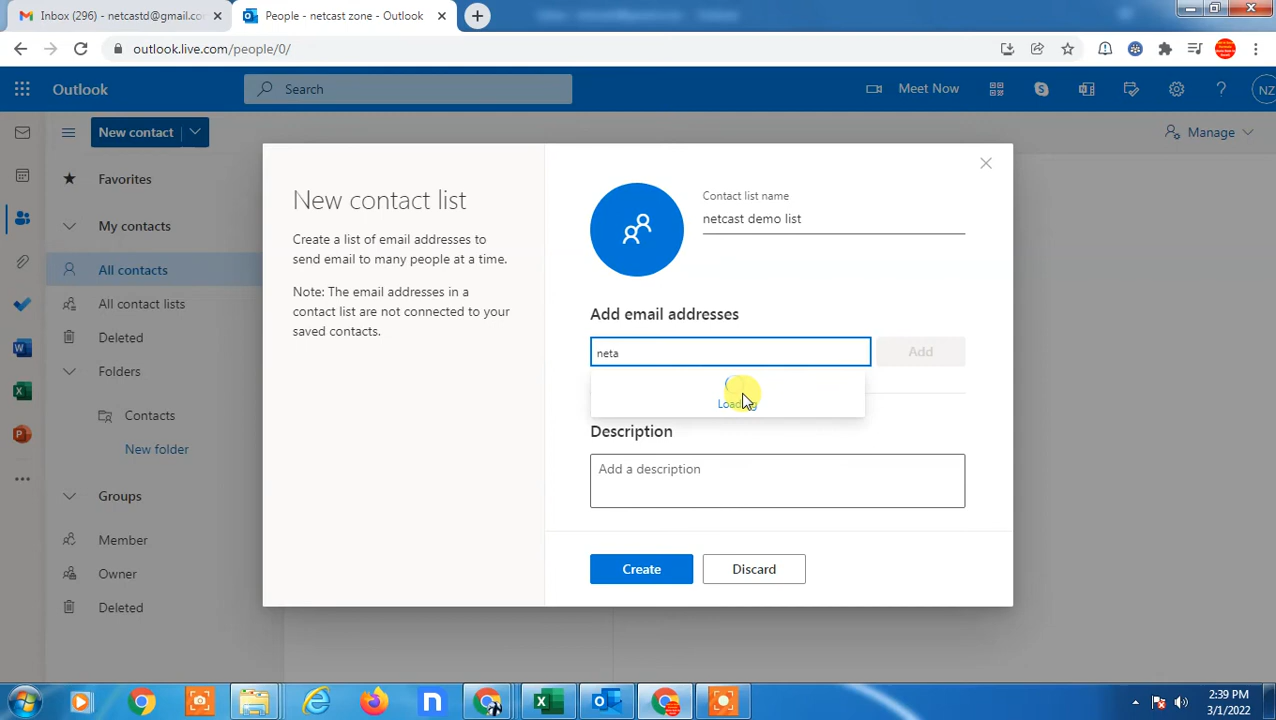 Inbox (296) - netcastd@gmail.co
People - netcast zone - Outlook
outlook.live.com/people/0/
Outlook
Search
Meet Now
NZ
New contact
Manage
Favorites
My contacts
All contacts
All contact lists
Deleted
Folders
Contacts
New folder
Groups
Member
Owner
Deleted
New contact list
Create a list of email addresses to
send email to many people at a time.
Note: The email addresses in a
contact list are not connected to your
saved contacts.
Contact list name
netcast demo list
Add email addresses
neta
Add
Loading
Description
Add a description
Create
Discard
2:39 PM
3/1/2022